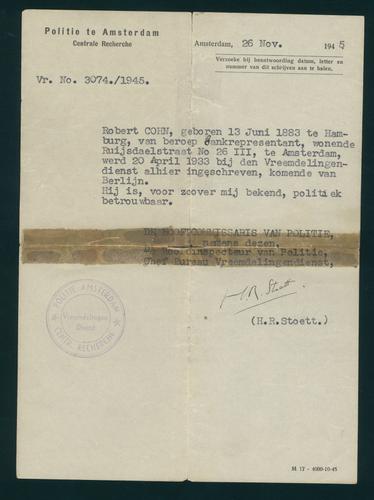 Politie te Amsterdam
Centrale Recherche
Amsterdam, 26 Nov. 1945
Verzoeke bij beantwoording datum, letter en
nummer van dit schrijven aan te halen.
Vr. No. 3074./1945.
Robert COHN, geboren 13 Juni 1883 te Ham-
burg, van beroep bankrepresentant, wonende
Ruijsdaelstraat No 26 III, te Amsterdam,
werd 20 April 1933 bij den Vreemdelingen-
dienst alhier ingeschreven, komende van
Berlijn.
Hij is, voor zoover mij bekend, politiek
betrouwbaar.
DE HOOFDCOMMISSARIS VAN POLITIE,
namens dezen,
De Hoofdinspecteur van Politie,
Chef Bureau Vreemdelingendienst,
H.R. Stoett
(H.R.Stoett.)
POLITIE AMSTERDAM
Vreemdelingen
Dienst
CENTR. RECHERCHE
M 17 - 4000-10-45